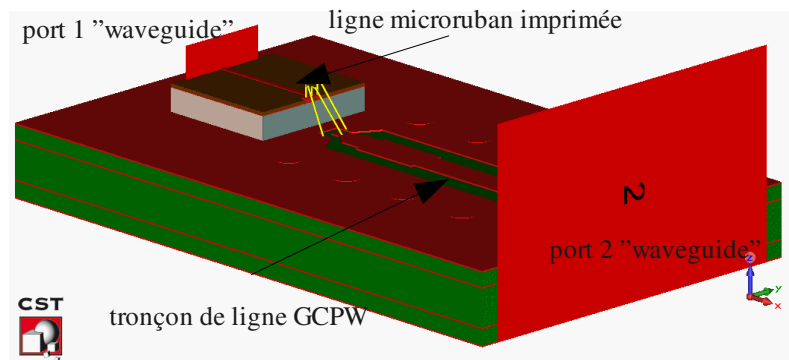 ligne microruban imprimée
port 1 ”waveguide”
2
port 2 ”waveguide”
z
y
x
CST
tronçon de ligne GCPW